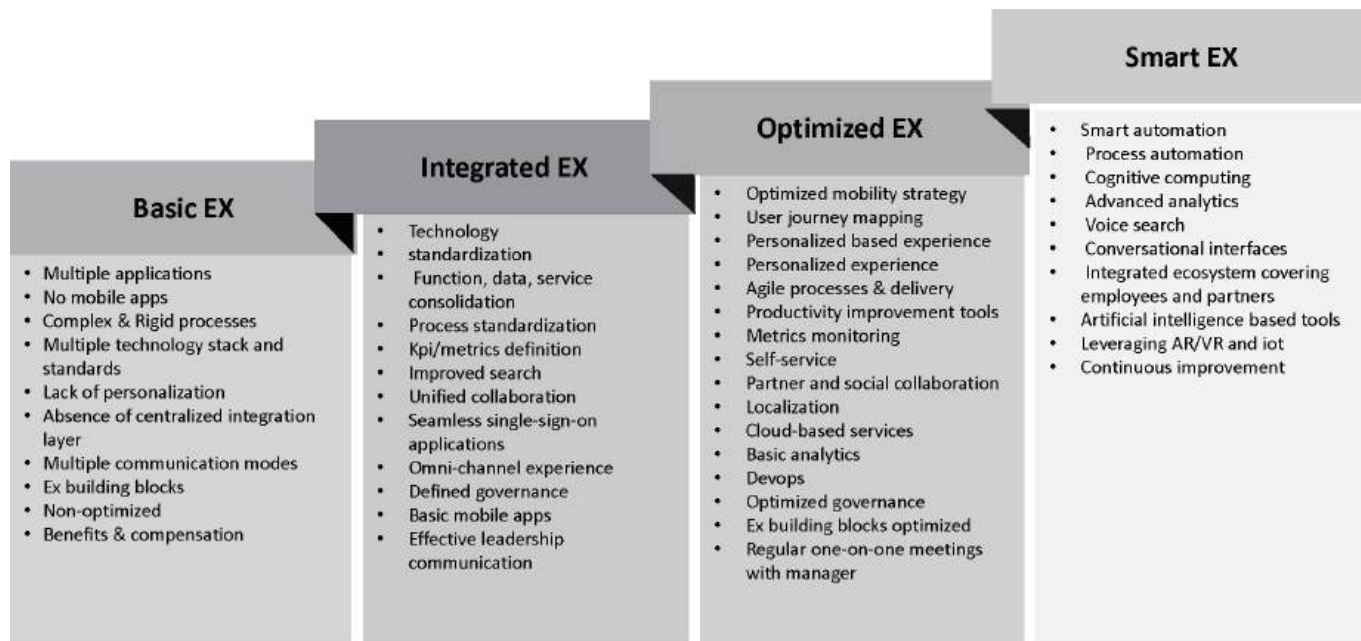 Basic EX
• Multiple applications
• No mobile apps
• Complex & Rigid processes
• Multiple technology stack and
standards
• Lack of personalization
• Absence of centralized integration
layer
• Multiple communication modes
• Ex building blocks
• Non-optimized
• Benefits & compensation
Integrated EX
• Technology
• standardization
• Function, data, service
consolidation
• Process standardization
• Kpi/metrics definition
• Improved search
• Unified collaboration
• Seamless single-sign-on
applications
• Omni-channel experience
• Defined governance
• Basic mobile apps
• Effective leadership
communication
Optimized EX
• Optimized mobility strategy
• User journey mapping
• Personalized based experience
• Personalized experience
• Agile processes & delivery
• Productivity improvement tools
• Metrics monitoring
• Self-service
• Partner and social collaboration
• Localization
• Cloud-based services
• Basic analytics
• Devops
• Optimized governance
• Ex building blocks optimized
• Regular one-on-one meetings
with manager
Smart EX
• Smart automation
• Process automation
• Cognitive computing
• Advanced analytics
• Voice search
• Conversational interfaces
• Integrated ecosystem covering
employees and partners
• Artificial intelligence based tools
• Leveraging AR/VR and iot
• Continuous improvement